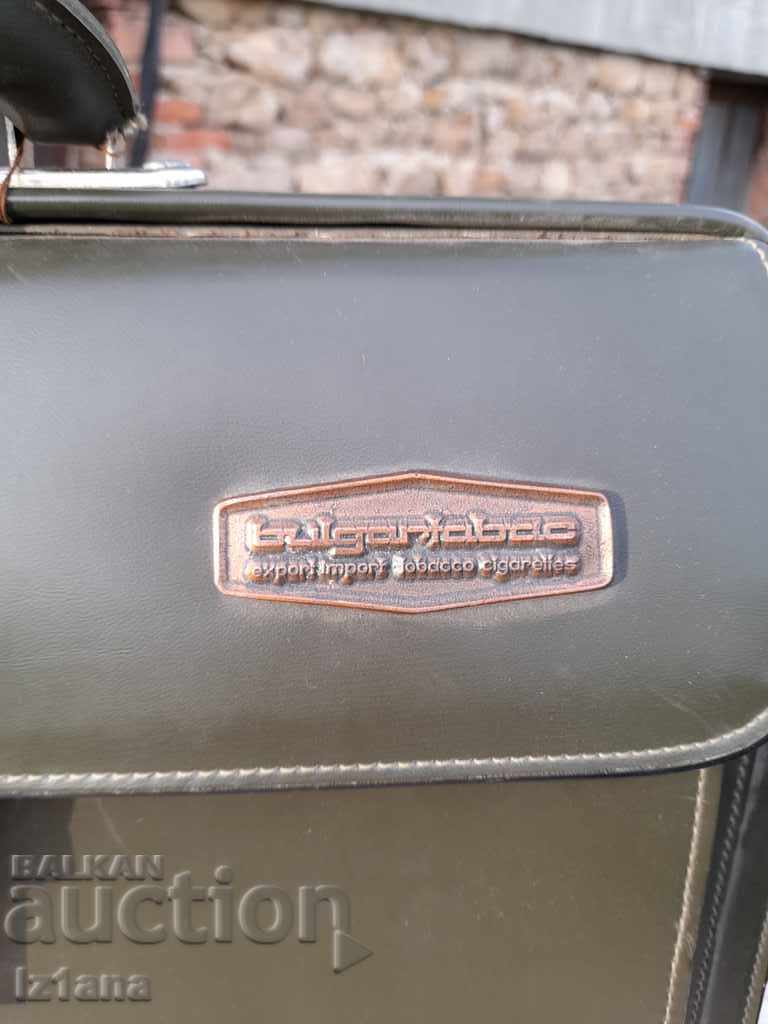 bulgartabac
export import tobacco cigarettes
BALKAN
auction
Iz1ana